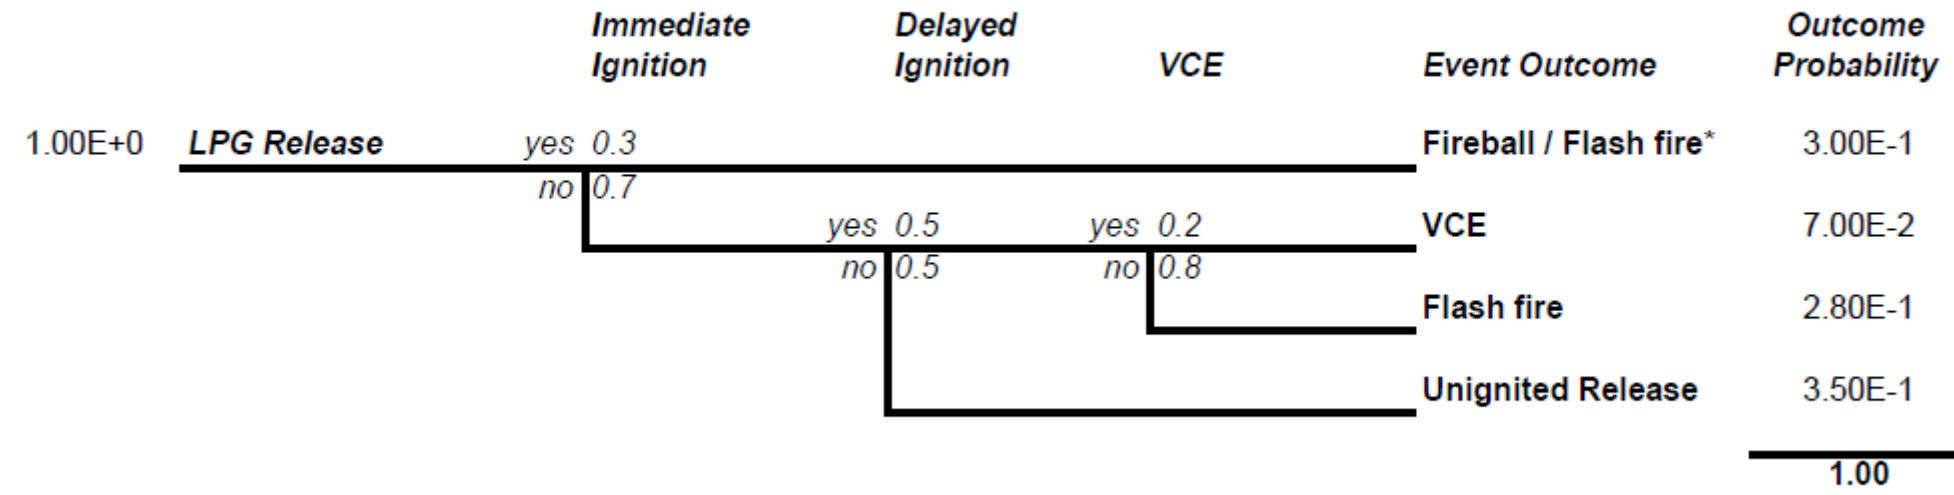 Immediate Delayed Outcome
Ignition Ignition VCE Event Outcome Probability
1.00E+0 LPG Release yes 0.3 Fireball / Flash fire* 3.00E-1
no 0.7
yes 0.5 yes 0.2 VCE 7.00E-2
no 0.5 no 0.8
Flash fire 2.80E-1
Unignited Release 3.50E-1
1.00